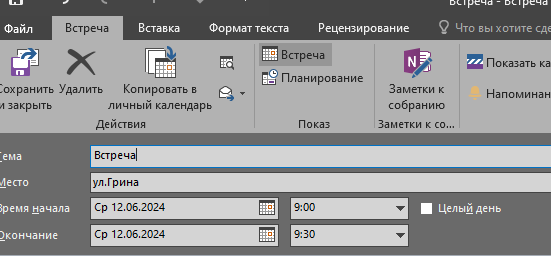 Встреча - Встреча
Файл Встреча Вставка Формат текста Рецензирование Что вы хотите сде
Сохранить и закрыть
Удалить
Копировать в личный календарь
Действия
Встреча
Планирование
Показ
Заметки к собранию
Заметки к со...
Показать ка
Напоминан
Тема Встреча
Место ул.Грина
Время начала Ср 12.06.2024 9:00 Целый день
Окончание Ср 12.06.2024 9:30